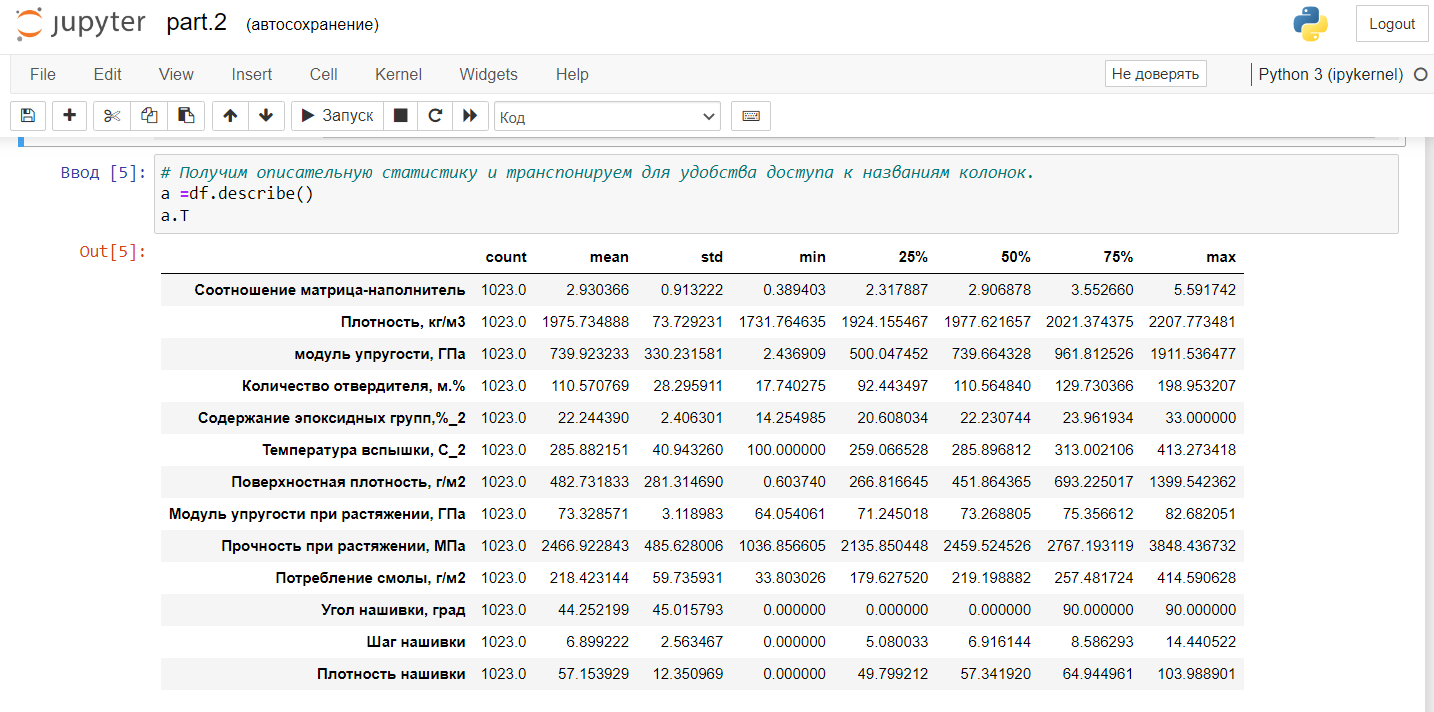 jupyter part.2 (автосохранение) Logout
File Edit View Insert Cell Kernel Widgets Help Не доверять Python 3 (ipykernel)
Запуск Код
Ввод [5]: # Получим описательную статистику и транспонируем для удобства доступа к названиям колонок.
a =df.describe()
a.T
Out[5]:
count mean std min 25% 50% 75% max
Соотношение матрица-наполнитель 1023.0 2.930366 0.913222 0.389403 2.317887 2.906878 3.552660 5.591742
Плотность, кг/м3 1023.0 1975.734888 73.729231 1731.764635 1924.155467 1977.621657 2021.374375 2207.773481
модуль упругости, ГПа 1023.0 739.923233 330.231581 2.436909 500.047452 739.664328 961.812526 1911.536477
Количество отвердителя, м.% 1023.0 110.570769 28.295911 17.740275 92.443497 110.564840 129.730366 198.953207
Содержание эпоксидных групп,%_2 1023.0 22.244390 2.406301 14.254985 20.608034 22.230744 23.961934 33.000000
Температура вспышки, С_2 1023.0 285.882151 40.943260 100.000000 259.066528 285.896812 313.002106 413.273418
Поверхностная плотность, г/м2 1023.0 482.731833 281.314690 0.603740 266.816645 451.864365 693.225017 1399.542362
Модуль упругости при растяжении, ГПа 1023.0 73.328571 3.118983 64.054061 71.245018 73.268805 75.356612 82.682051
Прочность при растяжении, МПа 1023.0 2466.922843 485.628006 1036.856605 2135.850448 2459.524526 2767.193119 3848.436732
Потребление смолы, г/м2 1023.0 218.423144 59.735931 33.803026 179.627520 219.198882 257.481724 414.590628
Угол нашивки, град 1023.0 44.252199 45.015793 0.000000 0.000000 0.000000 90.000000 90.000000
Шаг нашивки 1023.0 6.899222 2.563467 0.000000 5.080033 6.916144 8.586293 14.440522
Плотность нашивки 1023.0 57.153929 12.350969 0.000000 49.799212 57.341920 64.944961 103.988901